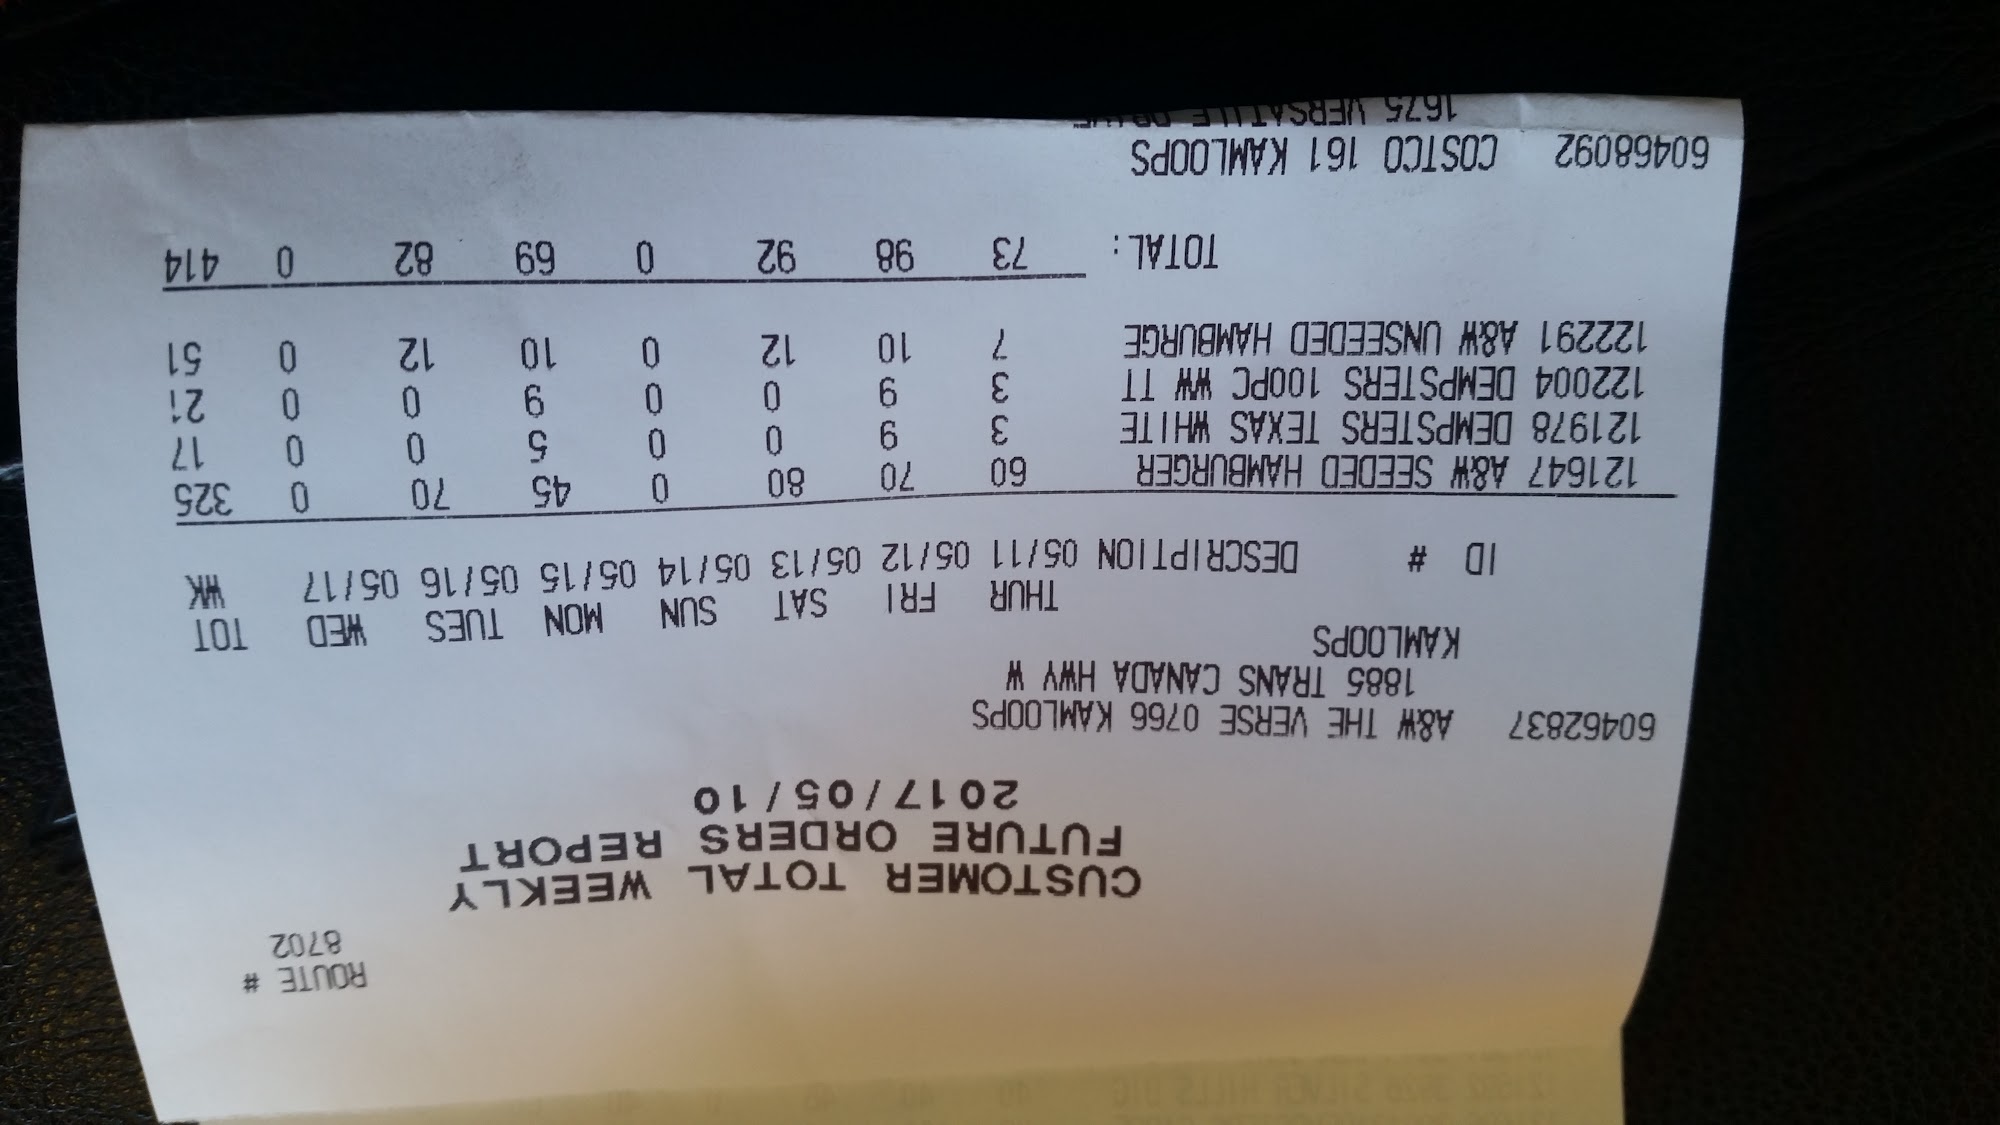 ROUTE #
8702
CUSTOMER TOTAL WEEKLY
FUTURE ORDERS REPORT
2017/05/10
60462837 A&W THE VERSE 0766 KAMLOOPS
1885 TRANS CANADA HWY W
KAMLOOPS
THUR FRI SAT SUN MON TUES WED TOT
ID # DESCRIPTION 05/11 05/12 05/13 05/14 05/15 05/16 05/17 WK
121647 A&W SEEDED HAMBURGER 60 70 80 0 45 70 0 325
121978 DEMPSTERS TEXAS WHITE 3 9 0 0 5 0 0 17
122004 DEMPSTERS 100PC WW TT 3 9 0 0 9 0 0 21
122291 A&W UNSEEDED HAMBURGE 7 10 12 0 10 12 0 51
TOTAL: 73 98 92 0 69 82 0 414
60468092 COSTCO 161 KAMLOOPS
1675 VERSATILE DRIVE